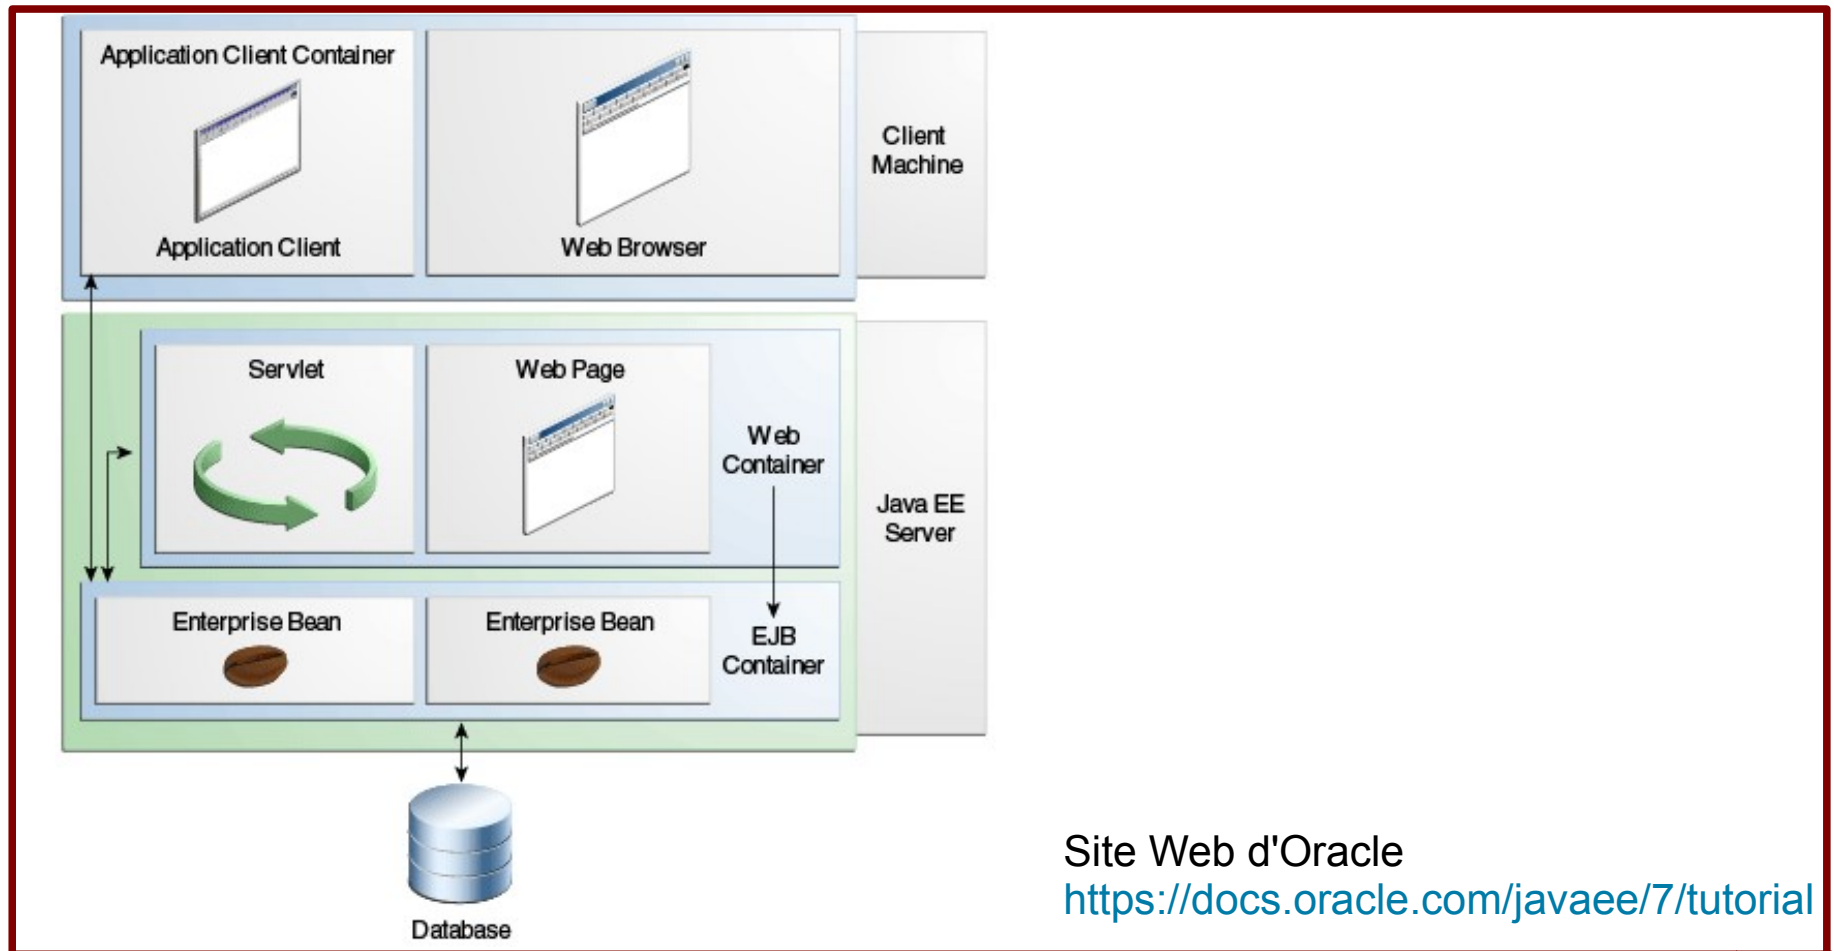 Application Client Container
Application Client
Web Browser
Client
Machine
Servlet
Web Page
Web
Container
Java EE
Server
Enterprise Bean
Enterprise Bean
EJB
Container
Database
Site Web d'Oracle
https://docs.oracle.com/javaee/7/tutorial